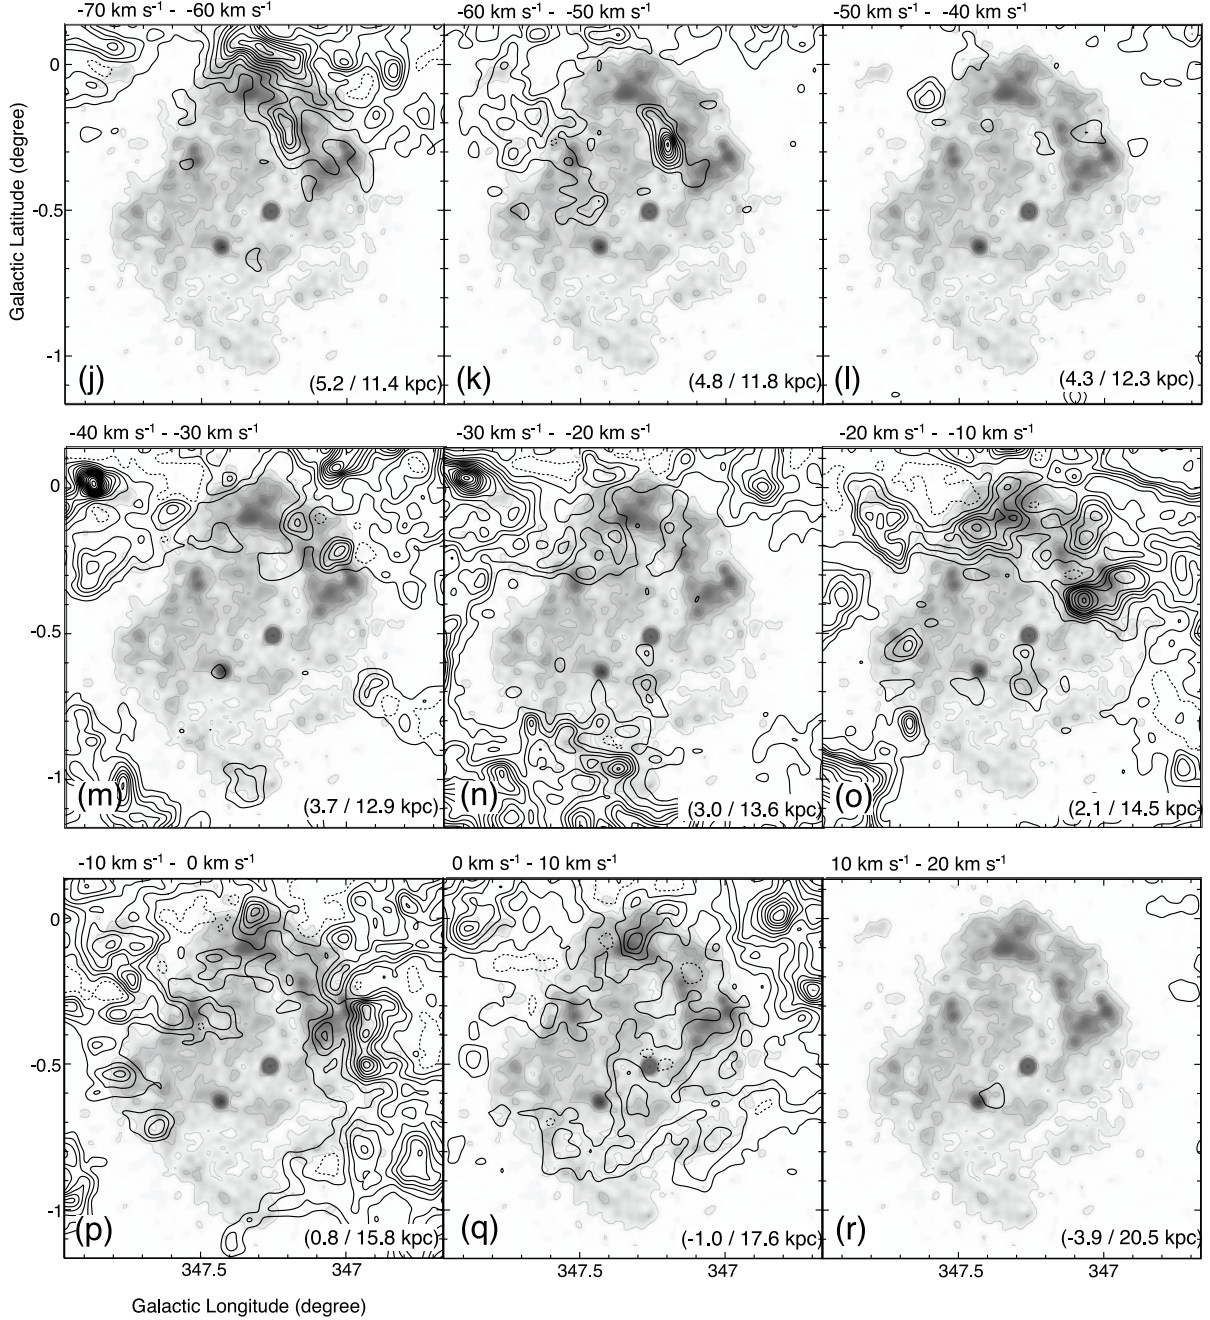 -70 km s-1 - -60 km s-1
-60 km s-1 - -50 km s-1
-50 km s-1 - -40 km s-1
0
-0.5
-1
Galactic Latitude (degree)
(j)
(5.2 / 11.4 kpc)
(k)
(4.8 / 11.8 kpc)
(l)
(4.3 / 12.3 kpc)
-40 km s-1 - -30 km s-1
-30 km s-1 - -20 km s-1
-20 km s-1 - -10 km s-1
0
-0.5
-1
(m)
(3.7 / 12.9 kpc)
(n)
(3.0 / 13.6 kpc)
(o)
(2.1 / 14.5 kpc)
-10 km s-1 - 0 km s-1
0 km s-1 - 10 km s-1
10 km s-1 - 20 km s-1
0
-0.5
-1
(p)
(0.8 / 15.8 kpc)
(q)
(-1.0 / 17.6 kpc)
(r)
(-3.9 / 20.5 kpc)
347.5
347
347.5
347
347.5
347
Galactic Longitude (degree)